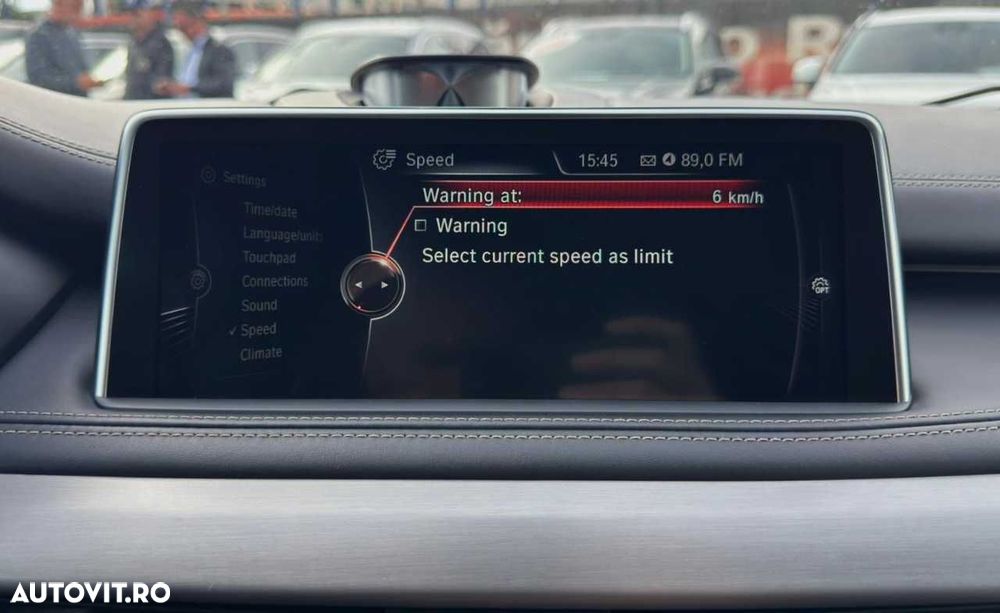 Speed
15:45
89,0 FM
Settings
Time/date
Language/units
Touchpad
Connections
Sound
Speed
Climate
Warning at: 6 km/h
Warning
Select current speed as limit
OPT
AUTOVIT.RO